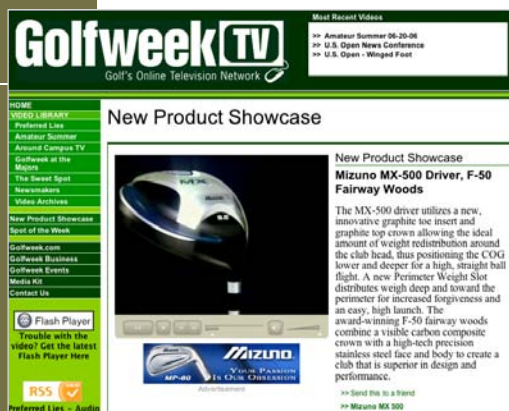 Golfweek TV
Golf's Online Television Network
Most Recent Videos
>> Amateur Summer 06-20-06
>> U.S. Open News Conference
>> U.S. Open - Winged Foot
HOME
VIDEO LIBRARY
Preferred Lies
Amateur Summer
Around Campus TV
Golfweek at the
Majors
The Sweet Spot
Newsmakers
Video Archives
New Product Showcase
Spot of the Week
Golfweek.com
Golfweek Business
Golfweek Events
Media Kit
Contact Us
Flash Player
Trouble with the
video? Get the latest
Flash Player Here
RSS
Preferred Lies - Audio
New Product Showcase
MX
MIZUNO
MP-60
YOUR PASSION
IS OUR OBSESSION
Advertisement
New Product Showcase
Mizuno MX-500 Driver, F-50
Fairway Woods
The MX-500 driver utilizes a new,
innovative graphite toe insert and
graphite top crown allowing the ideal
amount of weight redistribution around
the club head, thus positioning the COG
lower and deeper for a high, straight ball
flight. A new Perimeter Weight Slot
distributes weigh deep and toward the
perimeter for increased forgiveness and
an easy, high launch. The
award-winning F-50 fairway woods
combine a visible carbon composite
crown with a high-tech precision
stainless steel face and body to create a
club that is superior in design and
performance.
>> Send this to a friend
>> Mizuno MX 500